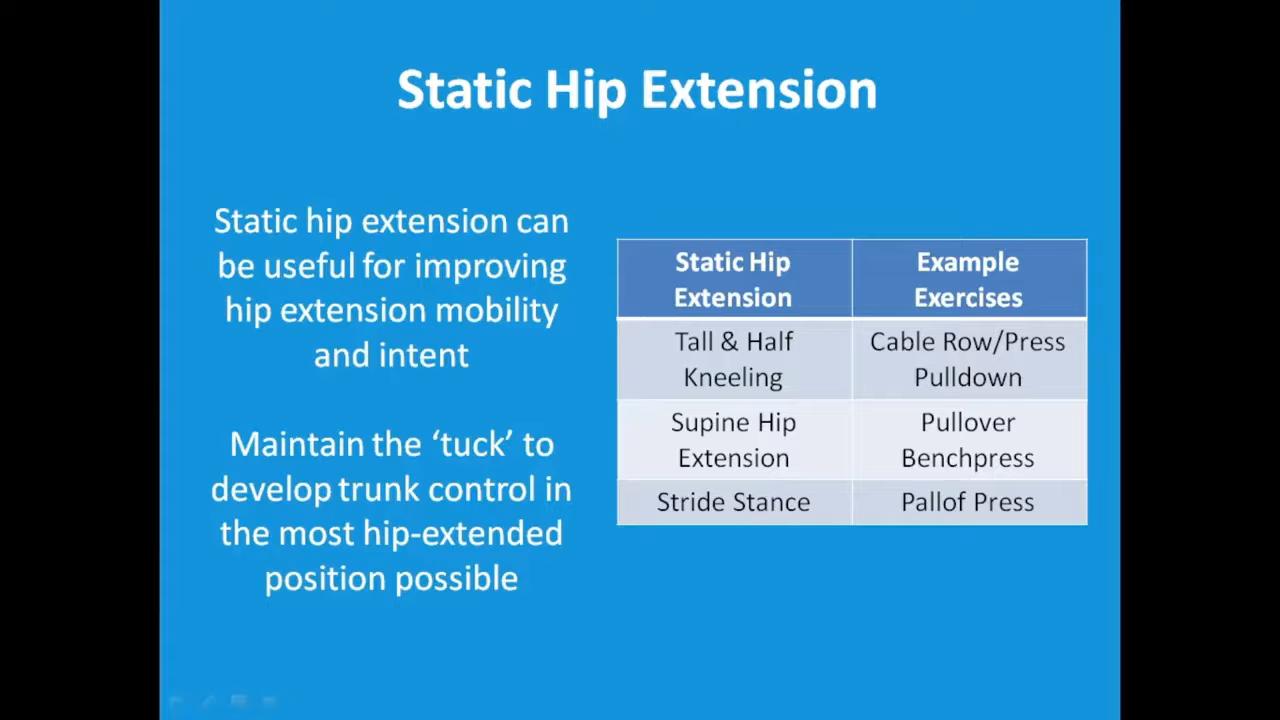 Static Hip Extension
Static hip extension can
be useful for improving
hip extension mobility
and intent
Maintain the ‘tuck’ to
develop trunk control in
the most hip-extended
position possible
Static Hip
Extension
Example
Exercises
Tall & Half
Kneeling
Cable Row/Press
Pulldown
Supine Hip
Extension
Pullover
Benchpress
Stride Stance
Pallof Press